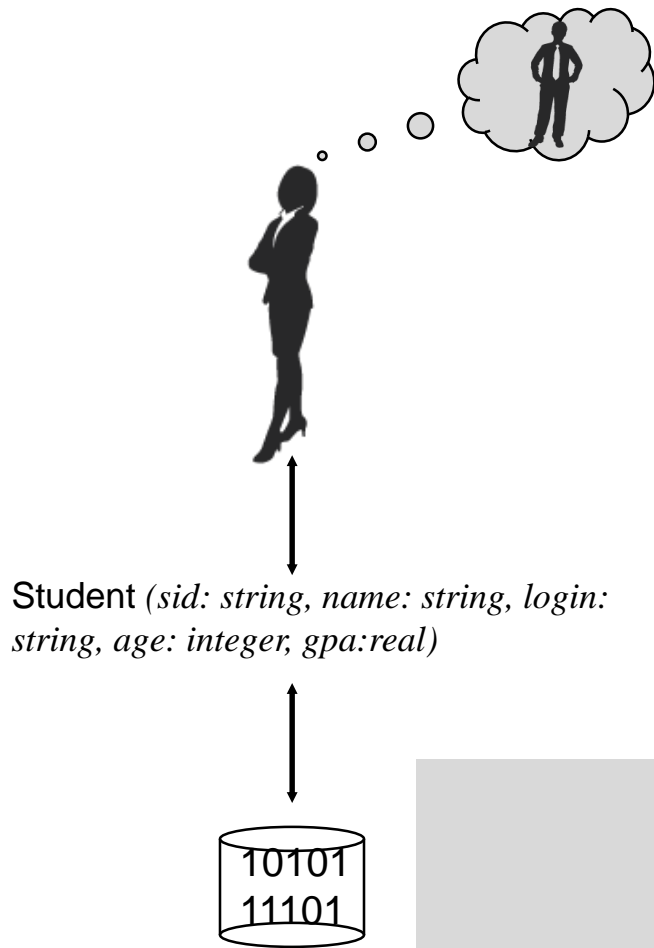 Student (sid: string, name: string, login:
string, age: integer, gpa:real)
10101
11101